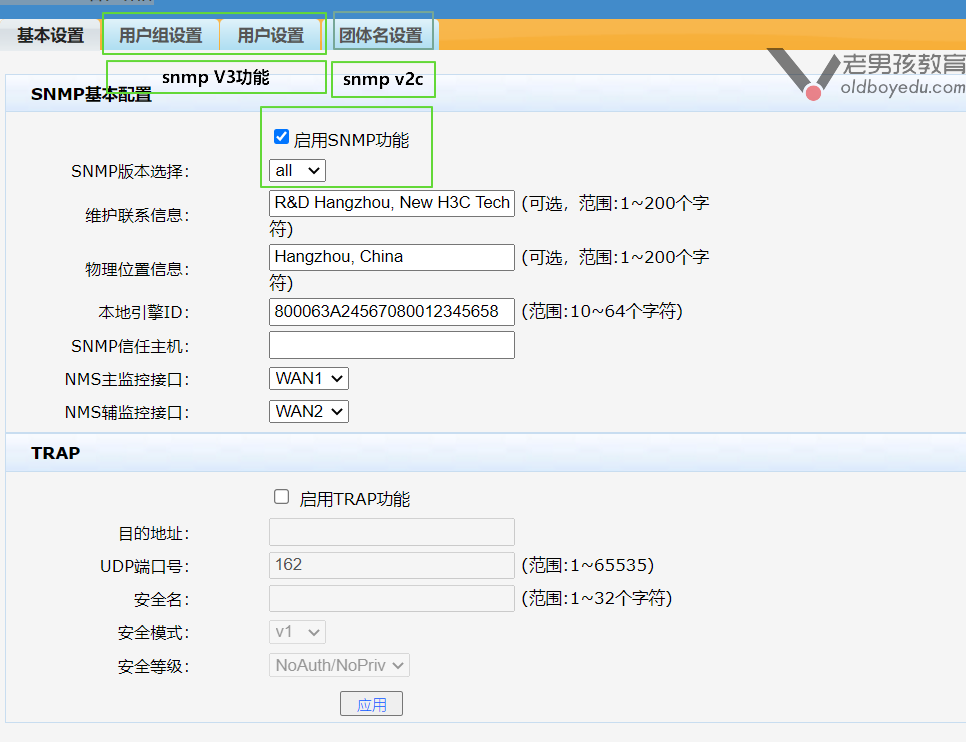 基本设置 用户组设置 用户设置 团体名设置
snmp V3功能 snmp v2c
老男孩教育
oldboyedu.com
SNMP基本配置
启用SNMP功能
SNMP版本选择: all
维护联系信息: R&D Hangzhou, New H3C Tech (可选，范围:1~200个字
符)
物理位置信息: Hangzhou, China (可选，范围:1~200个字
符)
本地引擎ID: 800063A24567080012345658 (范围:10~64个字符)
SNMP信任主机:
NMS主监控接口: WAN1
NMS辅监控接口: WAN2
TRAP
启用TRAP功能
目的地址:
UDP端口号: 162 (范围:1~65535)
安全名: (范围:1~32个字符)
安全模式: v1
安全等级: NoAuth/NoPriv
应用